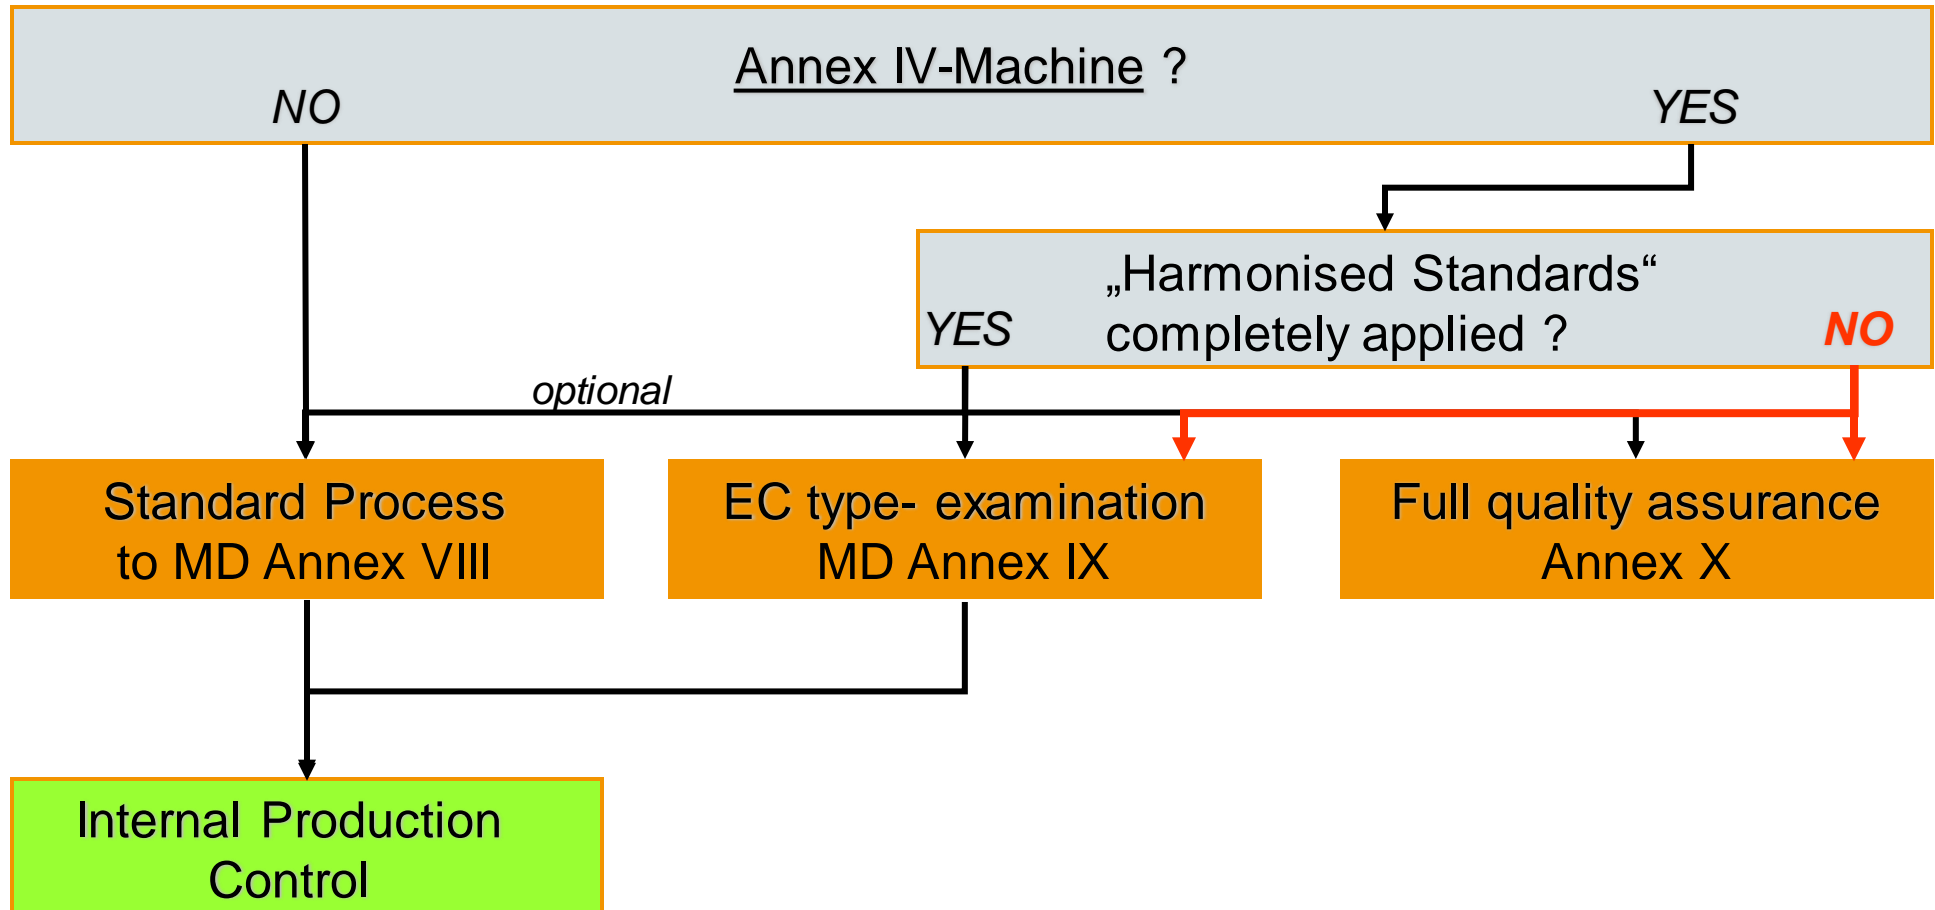 Annex IV-Machine ?
NO
YES
„Harmonised Standards“
completely applied ?
YES
NO
optional
Standard Process
to MD Annex VIII
EC type- examination
MD Annex IX
Full quality assurance
Annex X
Internal Production
Control